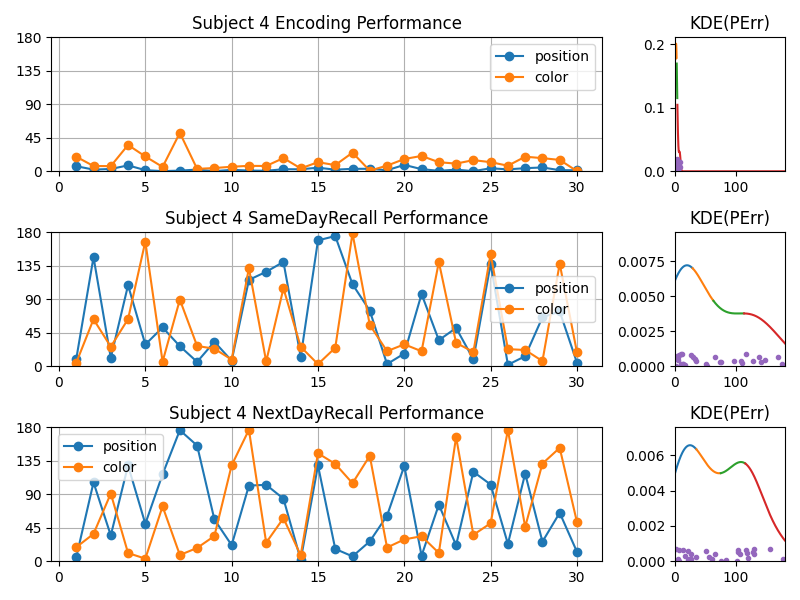 Subject 4 Encoding Performance
KDE(PErr)
180
135
90
45
0
position
color
0 5 10 15 20 25 30
0.2
0.1
0.0
0 100
Subject 4 SameDayRecall Performance
KDE(PErr)
180
135
90
45
0
position
color
0 5 10 15 20 25 30
0.0075
0.0050
0.0025
0.0000
0 100
Subject 4 NextDayRecall Performance
KDE(PErr)
180
135
90
45
0
position
color
0 5 10 15 20 25 30
0.006
0.004
0.002
0.000
0 100